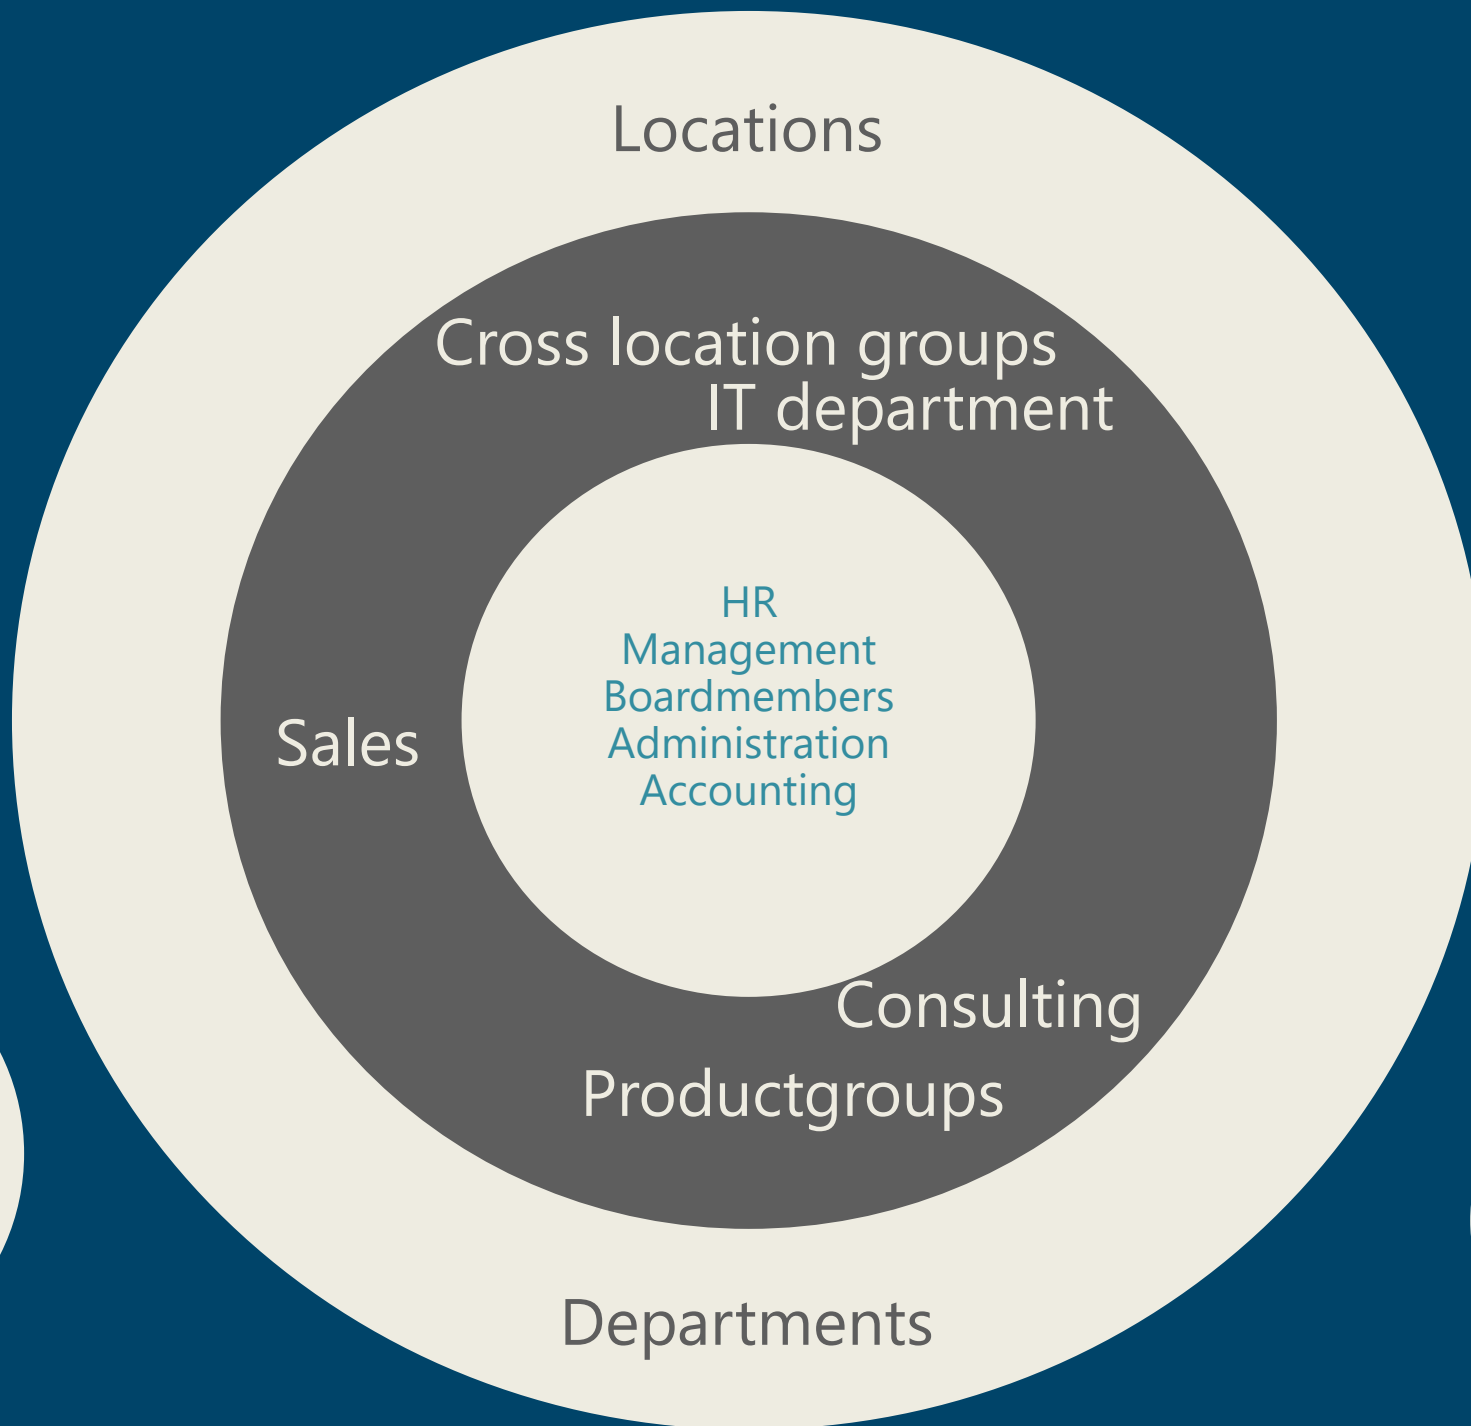 Locations
Cross location groups
IT department
HR
Management
Boardmembers
Sales
Administration
Accounting
Consulting
Productgroups
Departments